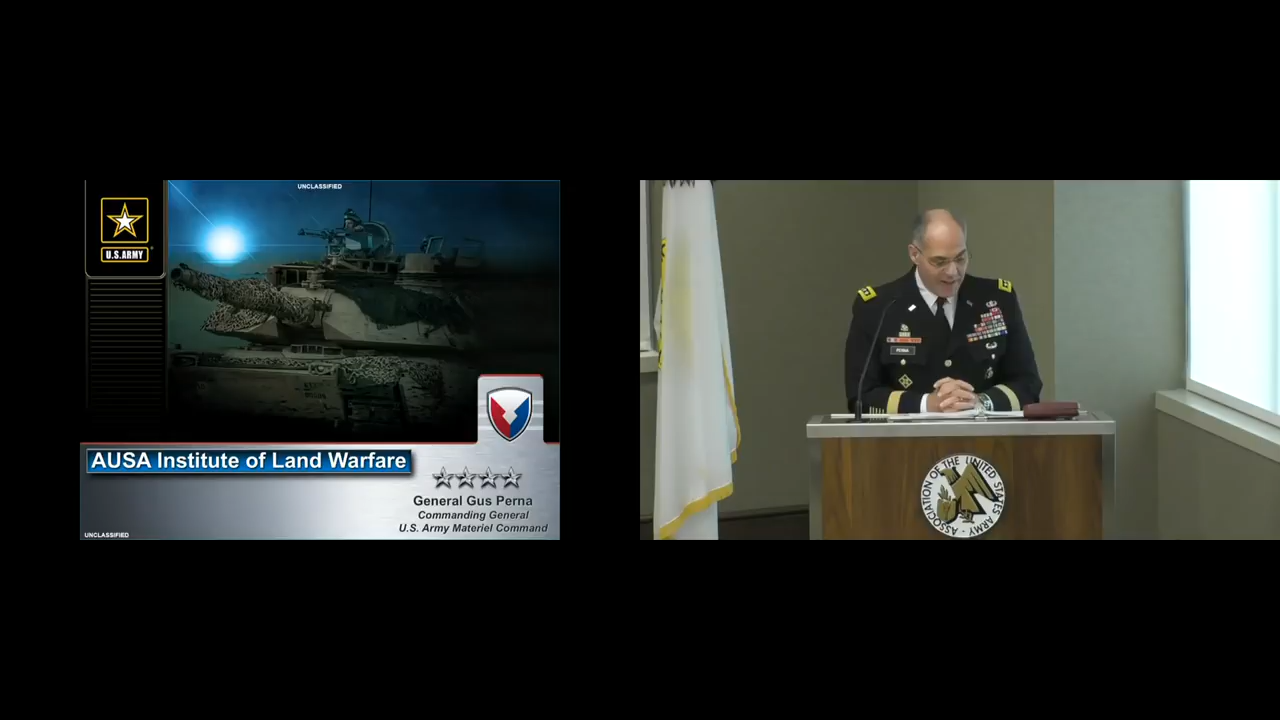 UNCLASSIFIED
U.S.ARMY
AUSA Institute of Land Warfare
General Gus Perna
Commanding General
U.S. Army Materiel Command
UNCLASSIFIED
PERNA
ASSOCIATION OF THE UNITED STATES ARMY